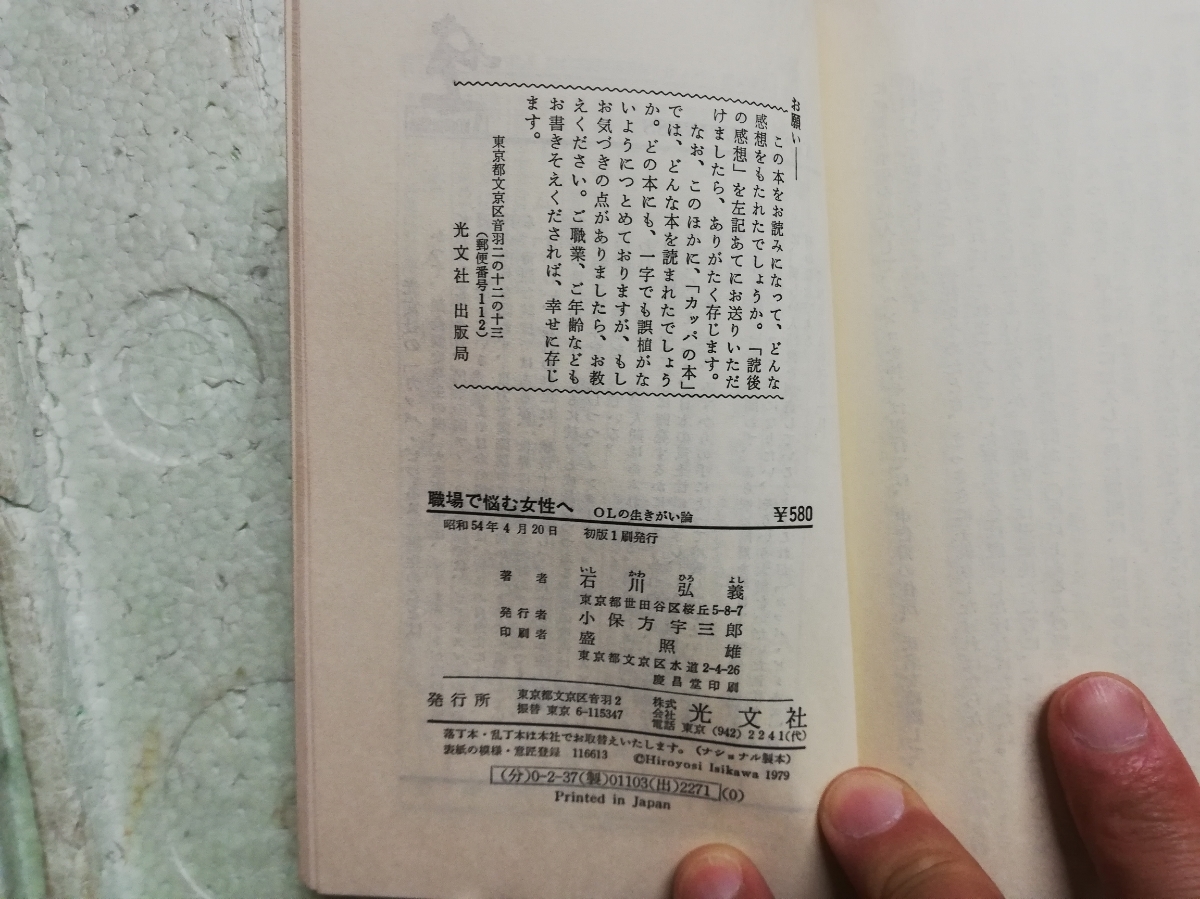 お願い――
この本をお読みになって、どんな
感想をもたれたでしょうか。「読後
の感想」を左記あてにお送りいただ
けましたら、ありがたく存じます。
なお、このほかに、「カッパの本」
では、どんな本を読まれたでしょう
か。どの本にも、一字でも誤植がな
いようにつとめておりますが、もし
お気づきの点がありましたら、お教
えください。ご職業、ご年齢なども
お書きそえくだされば、幸せに存じ
ます。
東京都文京区音羽二の十二の十三
(郵便番号112)
光文社 出版局
職場で悩む女性へ OLの生きがい論 ¥580
昭和54年4月20日 初版1刷発行
著者 石川弘義
いし かわ ひろ よし
東京都世田谷区桜丘5-8-7
発行者 小保方宇三郎
印刷者 盛照雄
東京都文京区水道2-4-26
慶昌堂印刷
発行所 東京都文京区音羽2 株式会社 光文社
振替 東京 6-115347 電話 東京 (942) 2241(代)
落丁本・乱丁本は本社でお取替えいたします。(ナショナル製本)
表紙の模様・意匠登録 116613 ©Hiroyosi Isikawa 1979
(分)0-2-37(製)01103(出)2271 (0)
Printed in Japan